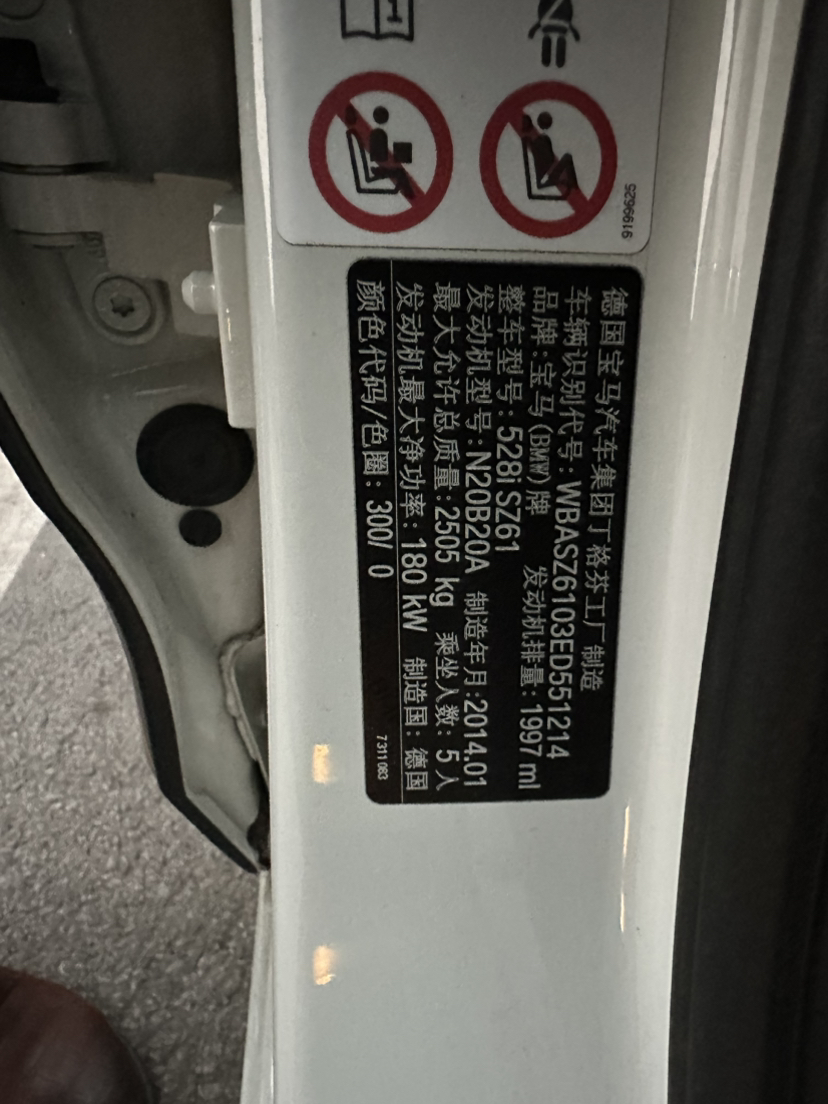 9199625
德国宝马汽车集团丁格芬工厂制造
车辆识别代号:WBASZ6103ED551214
品牌:宝马(BMW)牌 发动机排量:1997 ml
整车型号:528i SZ61
发动机型号:N20B20A 制造年月:2014.01
最大允许总质量:2505 kg 乘坐人数: 5 人
发动机最大净功率: 180 kW 制造国: 德国
颜色代码/色圈: 300/ 0
7311 083